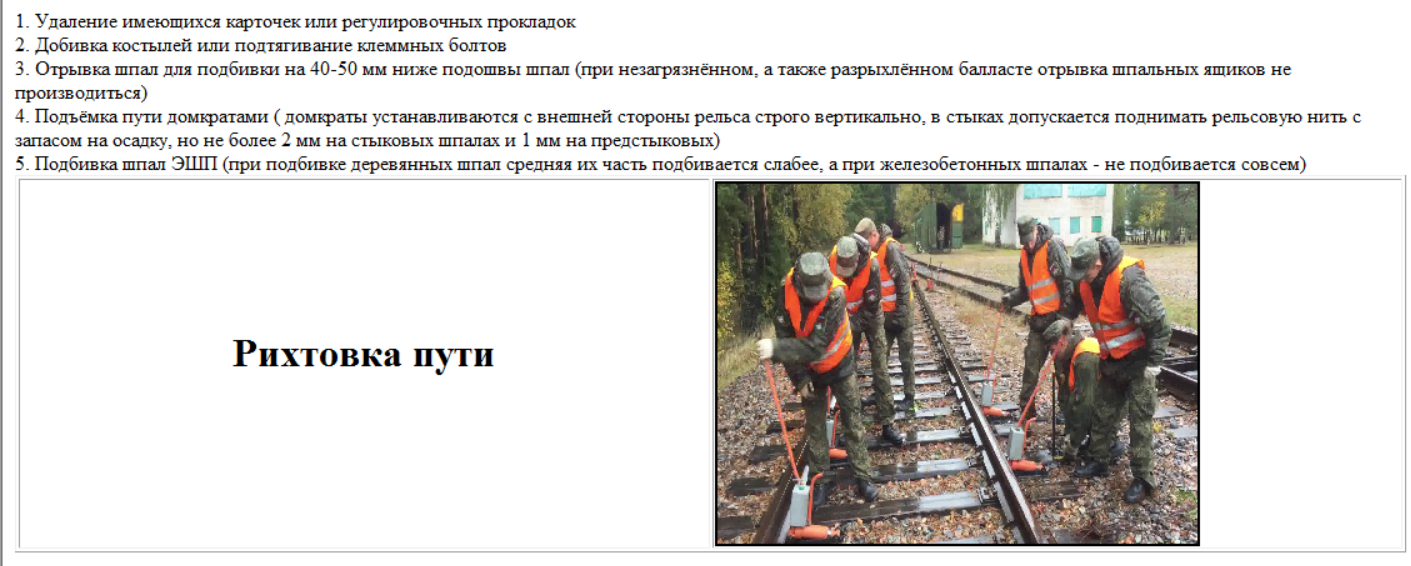 1. Удаление имеющихся карточек или регулировочных прокладок
2. Добивка костылей или подтягивание клеммных болтов
3. Отрывка шпал для подбивки на 40-50 мм ниже подошвы шпал (при незагрязнённом, а также разрыхлённом балласте отрывка шпальных ящиков не
производиться)
4. Подъёмка пути домкратами ( домкраты устанавливаются с внешней стороны рельса строго вертикально, в стыках допускается поднимать рельсовую нить с
запасом на осадку, но не более 2 мм на стыковых шпалах и 1 мм на предстыковых)
5. Подбивка шпал ЭШП (при подбивке деревянных шпал средняя их часть подбивается слабее, а при железобетонных шпалах - не подбивается совсем)
Рихтовка пути